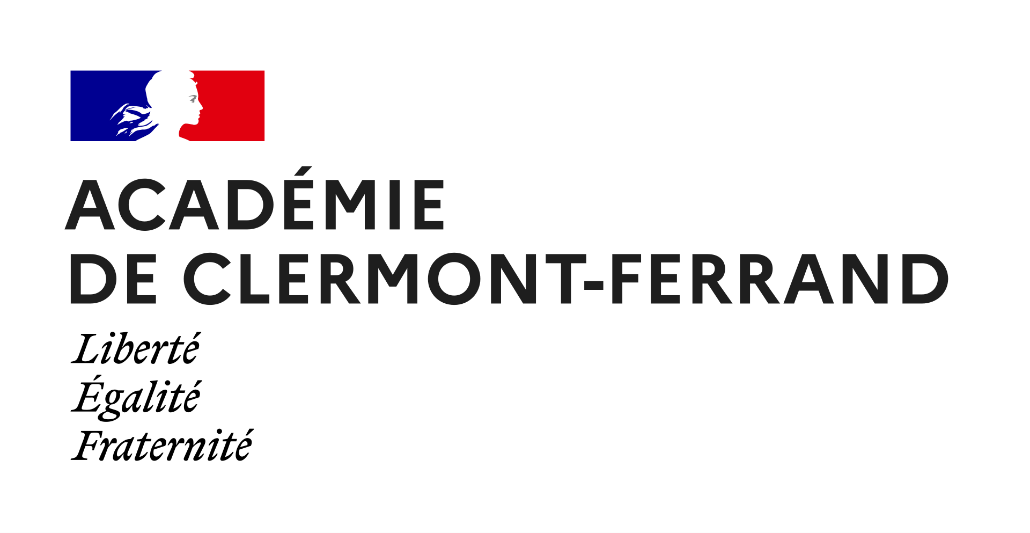 ACADÉMIE
DE CLERMONT-FERRAND
Liberté
Égalité
Fraternité